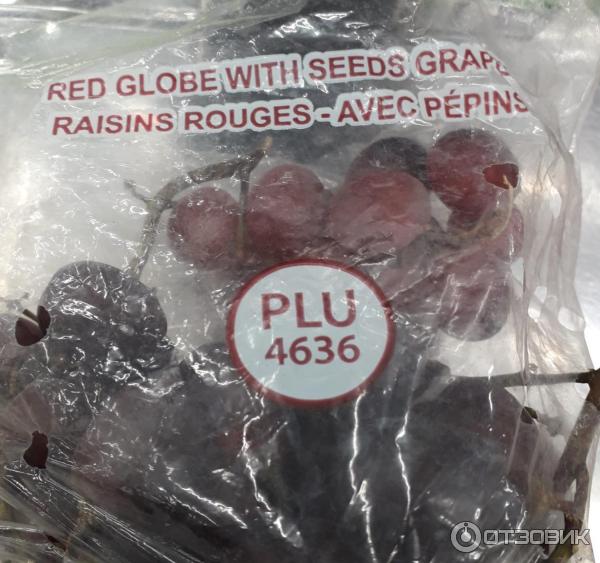 RED GLOBE WITH SEEDS GRAPE
RAISINS ROUGES - AVEC PÉPINS
PLU
4636
ОТЗОВИК